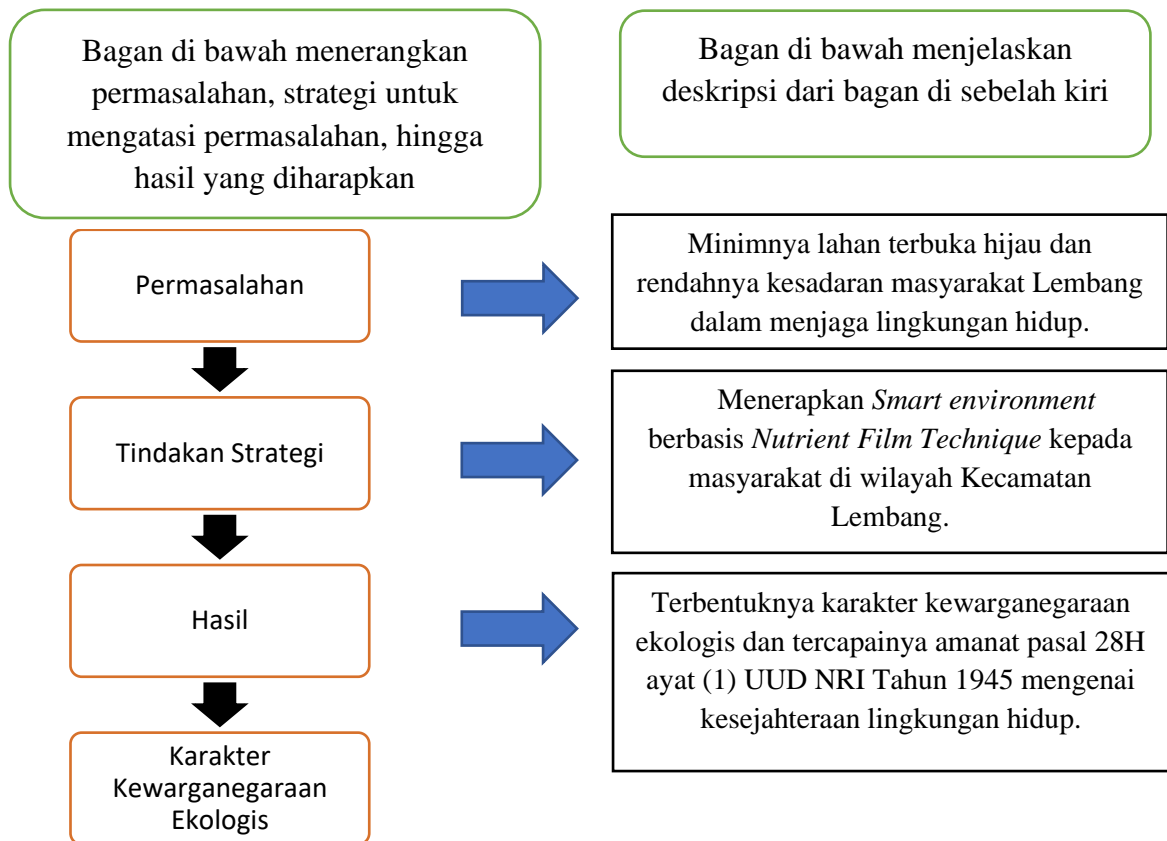 Bagan di bawah menerangkan
permasalahan, strategi untuk
mengatasi permasalahan, hingga
hasil yang diharapkan
Bagan di bawah menjelaskan
deskripsi dari bagan di sebelah kiri
Permasalahan
Minimnya lahan terbuka hijau dan
rendahnya kesadaran masyarakat Lembang
dalam menjaga lingkungan hidup.
Tindakan Strategi
Menerapkan Smart environment
berbasis Nutrient Film Technique kepada
masyarakat di wilayah Kecamatan
Lembang.
Hasil
Terbentuknya karakter kewarganegaraan
ekologis dan tercapainya amanat pasal 28H
ayat (1) UUD NRI Tahun 1945 mengenai
kesejahteraan lingkungan hidup.
Karakter
Kewarganegaraan
Ekologis